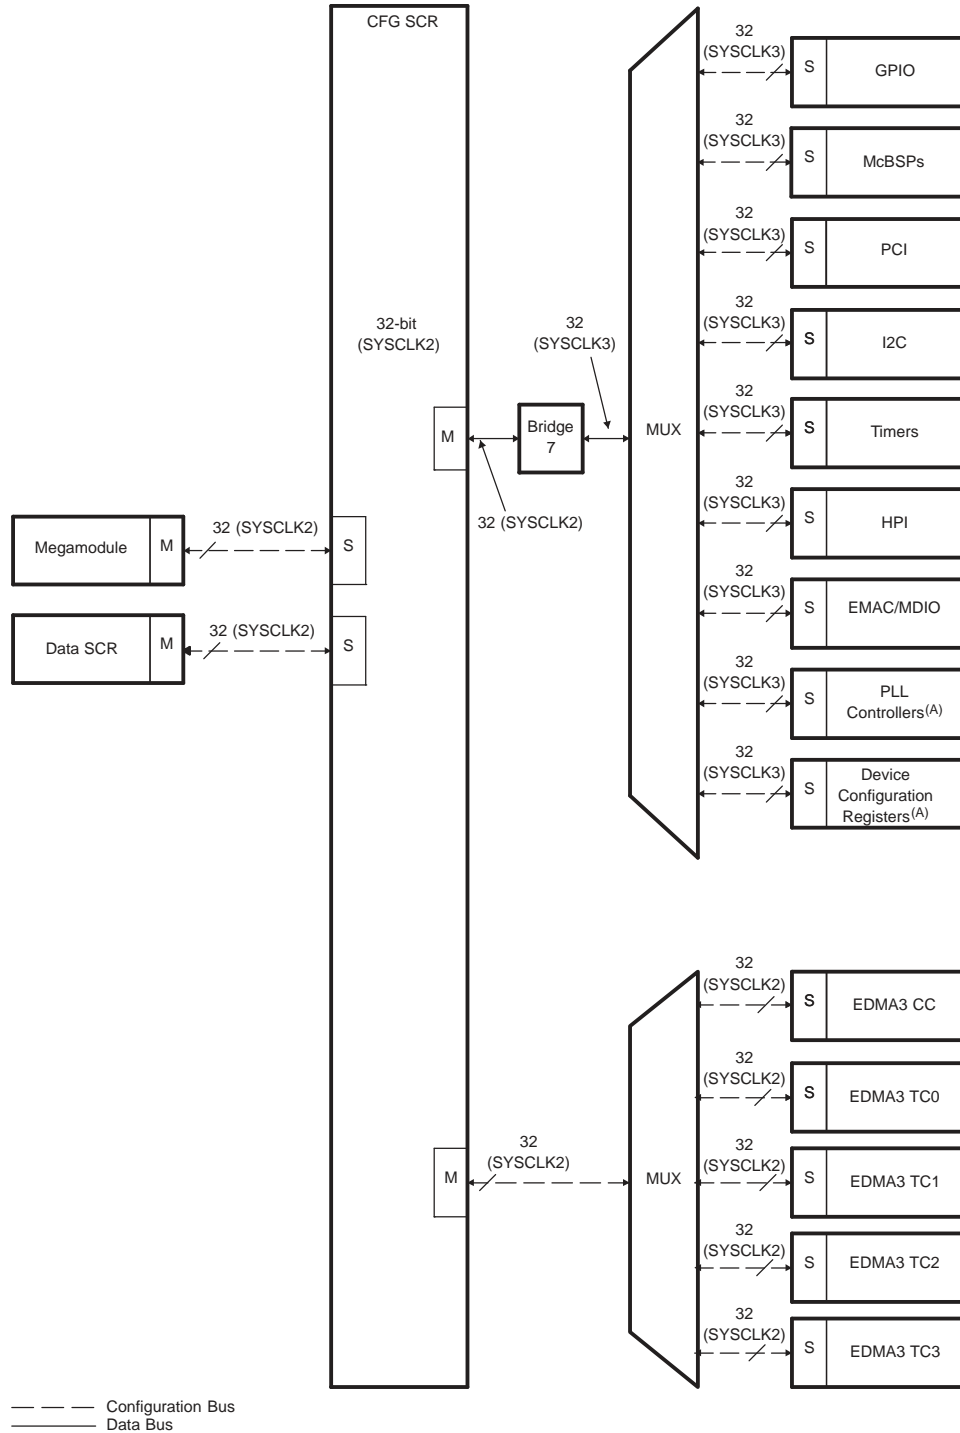 CFG SCR
32-bit
(SYSCLK2)
M
S
S
M
Megamodule
M
32 (SYSCLK2)
Data SCR
M
32 (SYSCLK2)
32 (SYSCLK2)
Bridge
7
32
(SYSCLK3)
MUX
32
(SYSCLK3)
S
GPIO
32
(SYSCLK3)
S
McBSPs
32
(SYSCLK3)
S
PCI
32
(SYSCLK3)
S
I2C
32
(SYSCLK3)
S
Timers
32
(SYSCLK3)
S
HPI
32
(SYSCLK3)
S
EMAC/MDIO
32
(SYSCLK3)
S
PLL
Controllers(A)
32
(SYSCLK3)
S
Device
Configuration
Registers(A)
32
(SYSCLK2)
MUX
32
(SYSCLK2)
S
EDMA3 CC
32
(SYSCLK2)
S
EDMA3 TC0
32
(SYSCLK2)
S
EDMA3 TC1
32
(SYSCLK2)
S
EDMA3 TC2
32
(SYSCLK2)
S
EDMA3 TC3
Configuration Bus
Data Bus